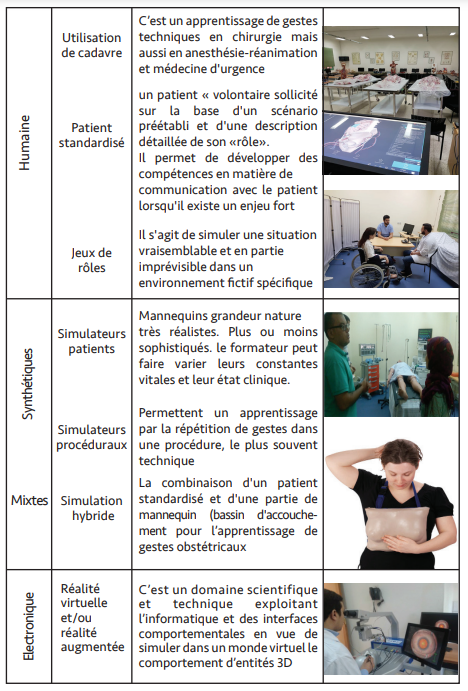 Humaine
Utilisation
de cadavre
C'est un apprentissage de gestes
techniques en chirurgie mais
aussi en anesthésie-réanimation
et médecine d'urgence
Patient
standardisé
un patient « volontaire sollicité
sur la base d'un scénario
préétabli et d'une description
détaillée de son «rôle».
Il permet de développer des
compétences en matière de
communication avec le patient
lorsqu'il existe un enjeu fort
Jeux de
rôles
Il s'agit de simuler une situation
vraisemblable et en partie
imprévisible dans un
environnement fictif spécifique
Synthétiques
Simulateurs
patients
Mannequins grandeur nature
très réalistes. Plus ou moins
sophistiqués. le formateur peut
faire varier leurs constantes
vitales et leur état clinique.
Simulateurs
procéduraux
Permettent un apprentissage
par la répétition de gestes dans
une procédure, le plus souvent
technique
Mixtes
Simulation
hybride
La combinaison d'un patient
standardisé et d'une partie de
mannequin (bassin d'accouche-
ment pour l'apprentissage de
gestes obstétricaux
Electronique
Réalité
virtuelle
et/ou
réalité
augmentée
C'est un domaine scientifique
et technique exploitant
l'informatique et des interfaces
comportementales en vue de
simuler dans un monde virtuel le
comportement d'entités 3D